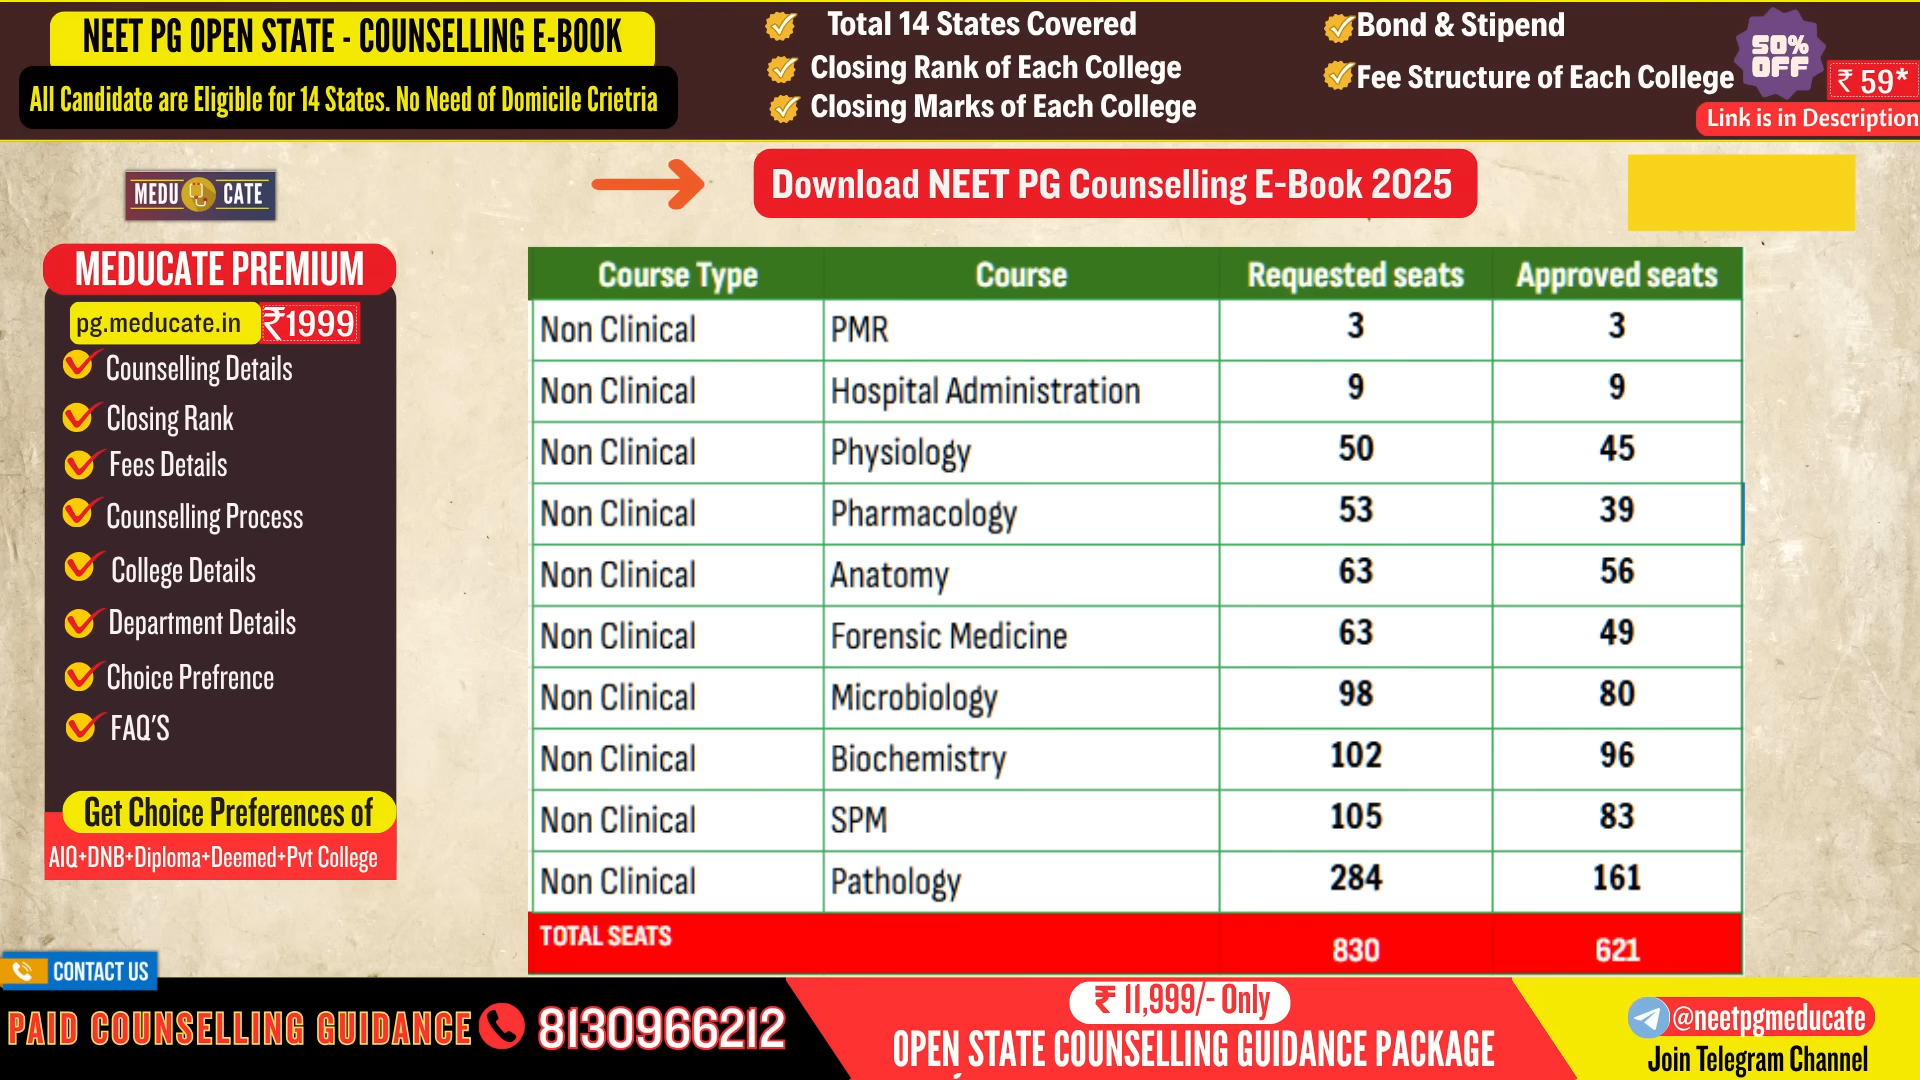 NEET PG OPEN STATE - COUNSELLING E-BOOK
All Candidate are Eligible for 14 States. No Need of Domicile Crietria
Total 14 States Covered
Closing Rank of Each College
Closing Marks of Each College
Bond & Stipend
Fee Structure of Each College
50% OFF
₹ 59*
Link is in Description
MEDU CATE
Download NEET PG Counselling E-Book 2025
MEDUCATE PREMIUM
pg.meducate.in ₹1999
Counselling Details
Closing Rank
Fees Details
Counselling Process
College Details
Department Details
Choice Prefrence
FAQ'S
Get Choice Preferences of
AIQ+DNB+Diploma+Deemed+Pvt College
Course Type Course Requested seats Approved seats
Non Clinical PMR 3 3
Non Clinical Hospital Administration 9 9
Non Clinical Physiology 50 45
Non Clinical Pharmacology 53 39
Non Clinical Anatomy 63 56
Non Clinical Forensic Medicine 63 49
Non Clinical Microbiology 98 80
Non Clinical Biochemistry 102 96
Non Clinical SPM 105 83
Non Clinical Pathology 284 161
TOTAL SEATS 830 621
CONTACT US
PAID COUNSELLING GUIDANCE 8130966212
₹ 11,999/- Only
OPEN STATE COUNSELLING GUIDANCE PACKAGE
@neetpgmeducate
Join Telegram Channel